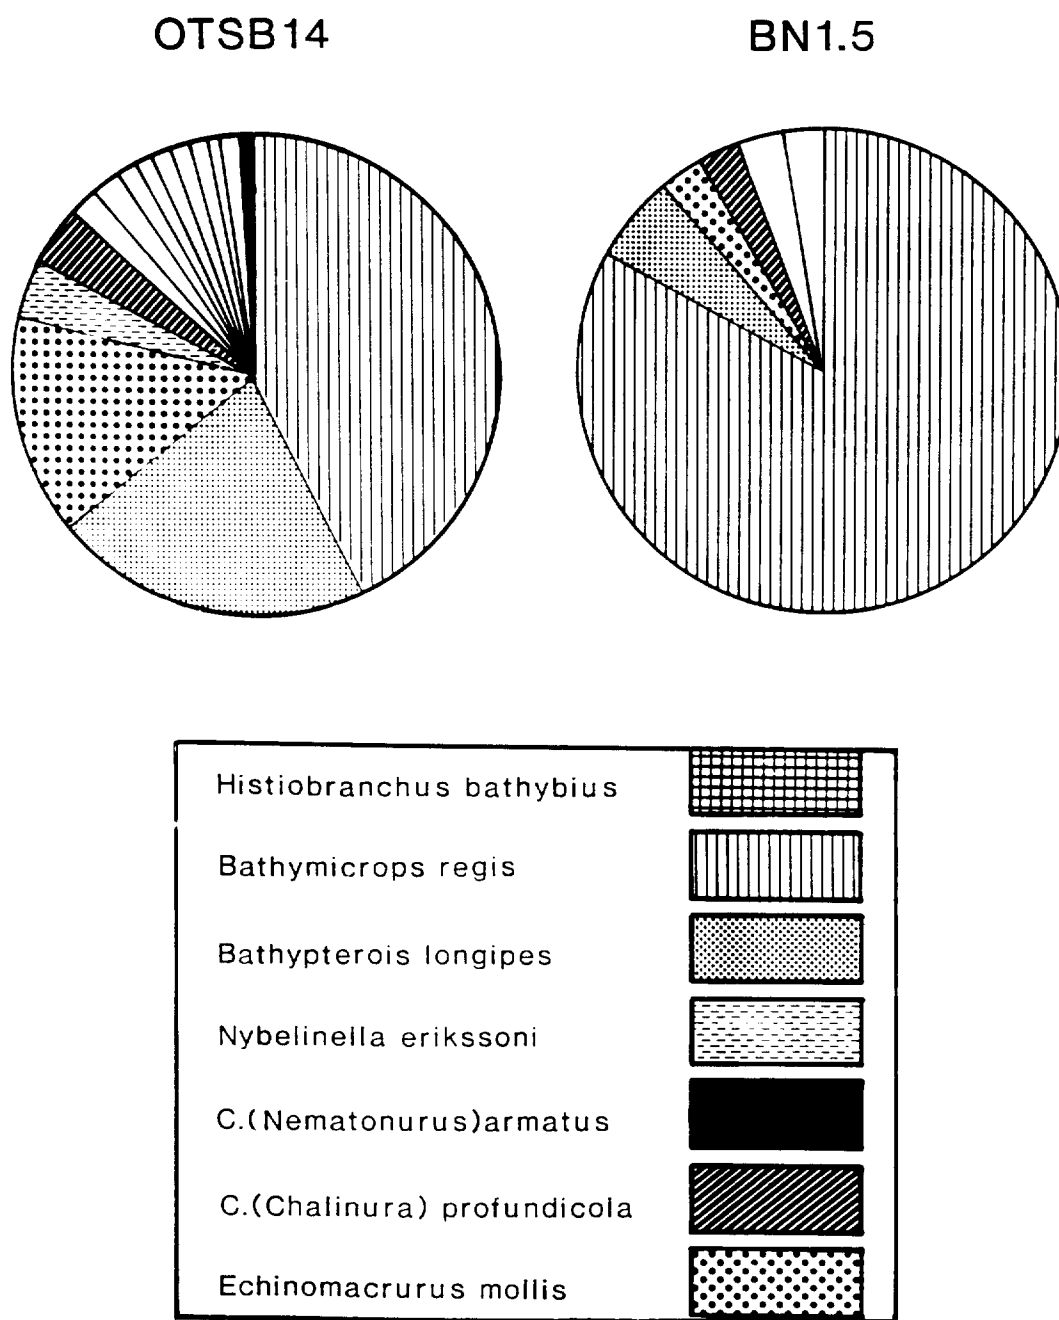 OTSB14
BN1.5
Histiobranchus bathybius
Bathymicrops regis
Bathypterois longipes
Nybelinella erikssoni
C.(Nematonurus)armatus
C.(Chalinura) profundicola
Echinomacrurus mollis